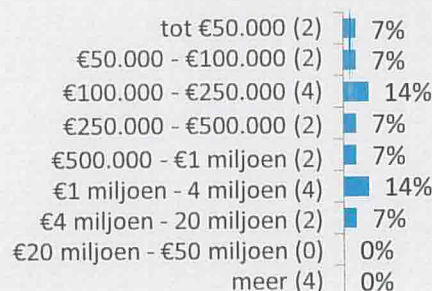 tot €50.000 (2) 7%
€50.000 - €100.000 (2) 7%
€100.000 - €250.000 (4) 14%
€250.000 - €500.000 (2) 7%
€500.000 - €1 miljoen (2) 7%
€1 miljoen - 4 miljoen (4) 14%
€4 miljoen - 20 miljoen (2) 7%
€20 miljoen - €50 miljoen (0) 0%
meer (4) 0%